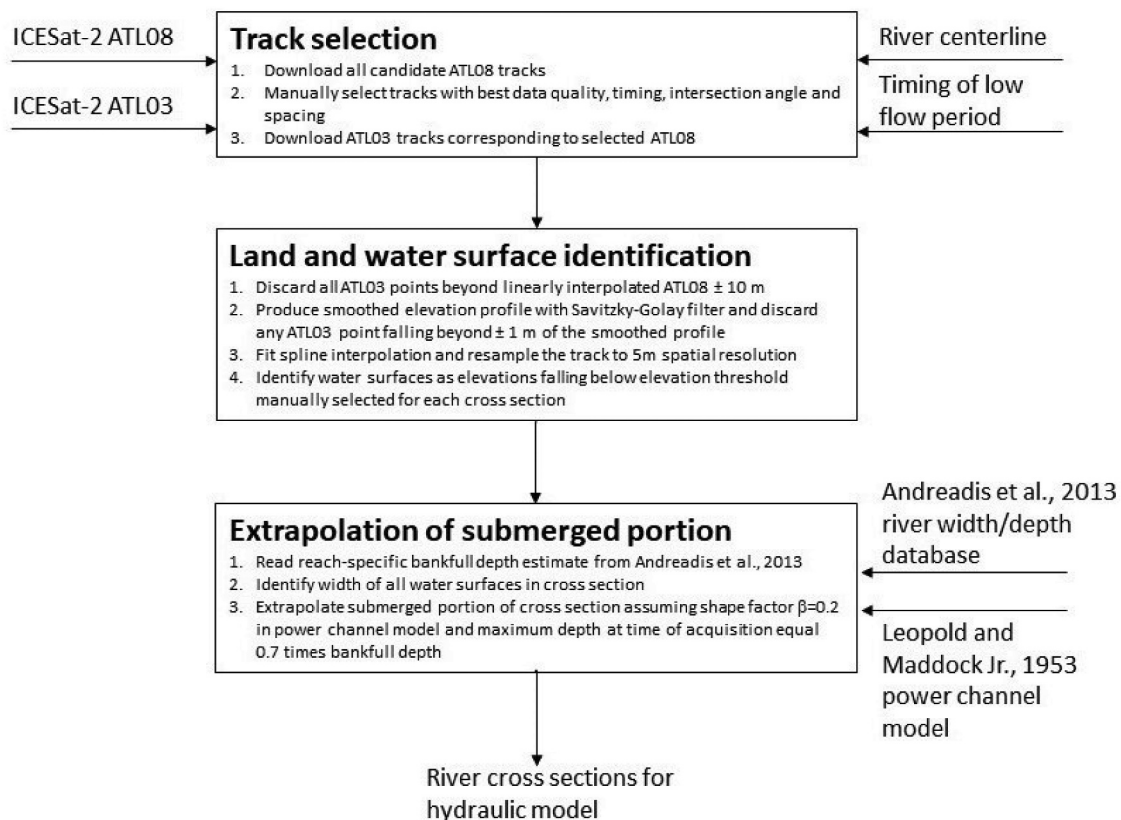 ICESat-2 ATL08
ICESat-2 ATL03
Track selection
1. Download all candidate ATL08 tracks
2. Manually select tracks with best data quality, timing, intersection angle and
spacing
3. Download ATL03 tracks corresponding to selected ATL08
River centerline
Timing of low
flow period
Land and water surface identification
1. Discard all ATL03 points beyond linearly interpolated ATL08 ± 10 m
2. Produce smoothed elevation profile with Savitzky-Golay filter and discard
any ATL03 point falling beyond ± 1 m of the smoothed profile
3. Fit spline interpolation and resample the track to 5m spatial resolution
4. Identify water surfaces as elevations falling below elevation threshold
manually selected for each cross section
Extrapolation of submerged portion
1. Read reach-specific bankfull depth estimate from Andreadis et al., 2013
2. Identify width of all water surfaces in cross section
3. Extrapolate submerged portion of cross section assuming shape factor β=0.2
in power channel model and maximum depth at time of acquisition equal
0.7 times bankfull depth
Andreadis et al., 2013
river width/depth
database
Leopold and
Maddock Jr., 1953
power channel
model
River cross sections for
hydraulic model